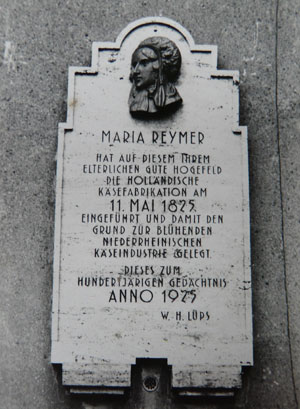 MARIA REYMER
HAT AUF DIESEM IHREM
ELTERLICHEN GUTE HOGEFELD
DIE HOLLÄNDISCHE
KÄSEFABRIKATION AM
11. MAI 1825
EINGEFÜHRT UND DAMIT DEN
GRUND ZUR BLÜHENDEN
NIEDERRHEINISCHEN
KÄSEINDUSTRIE GELEGT.
DIESES ZUM
HUNDERTJÄRIGEN GEDÄCHTNIS
ANNO 1925
W. H. LÜPS